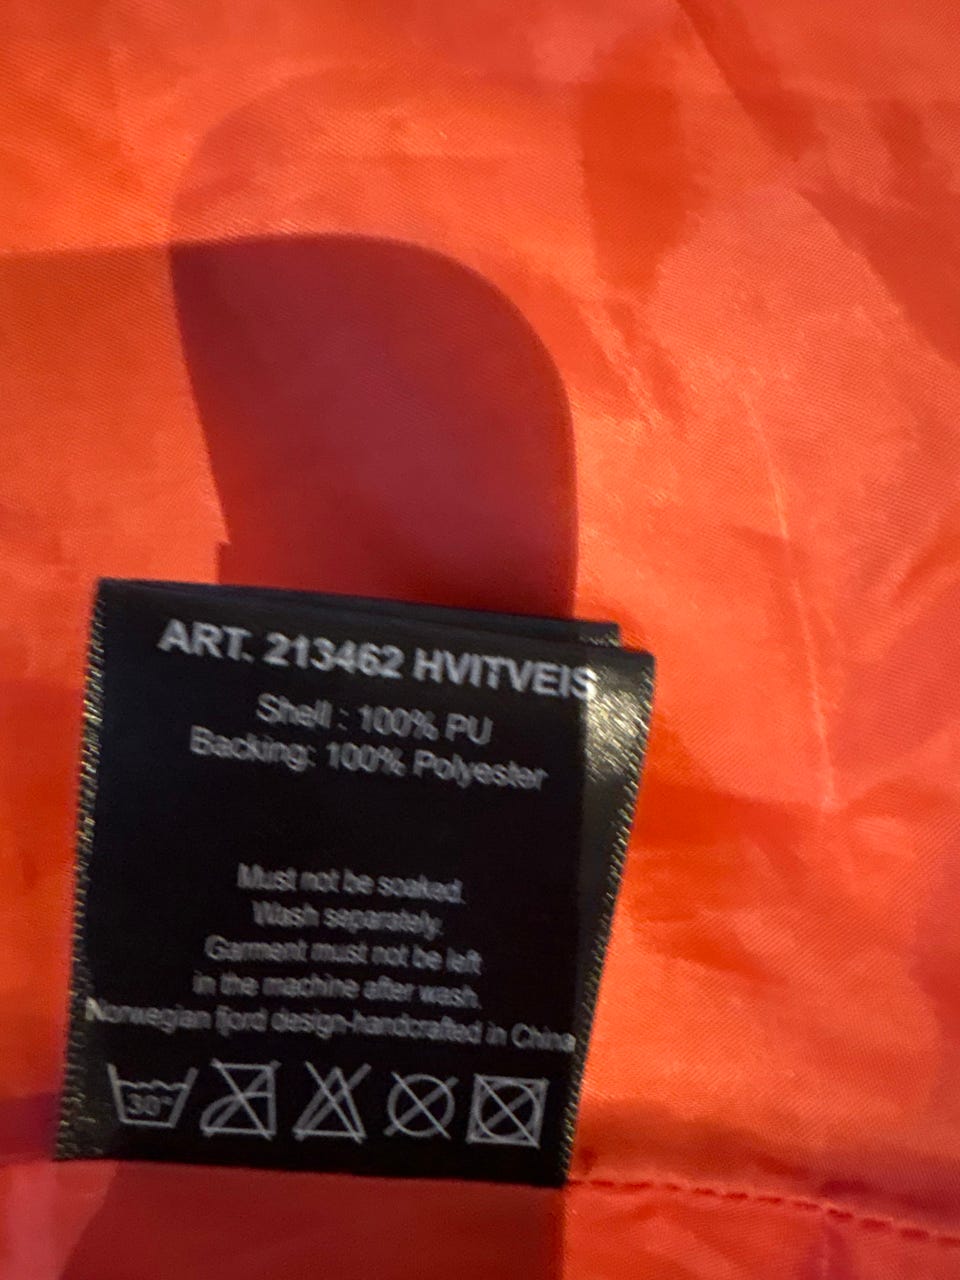 ART. 213462 HVITVEIS
Shell : 100% PU
Backing: 100% Polyester
Must not be soaked.
Wash separately.
Garment must not be left
in the machine after wash.
Norwegian fjord design-handcrafted in China
30°